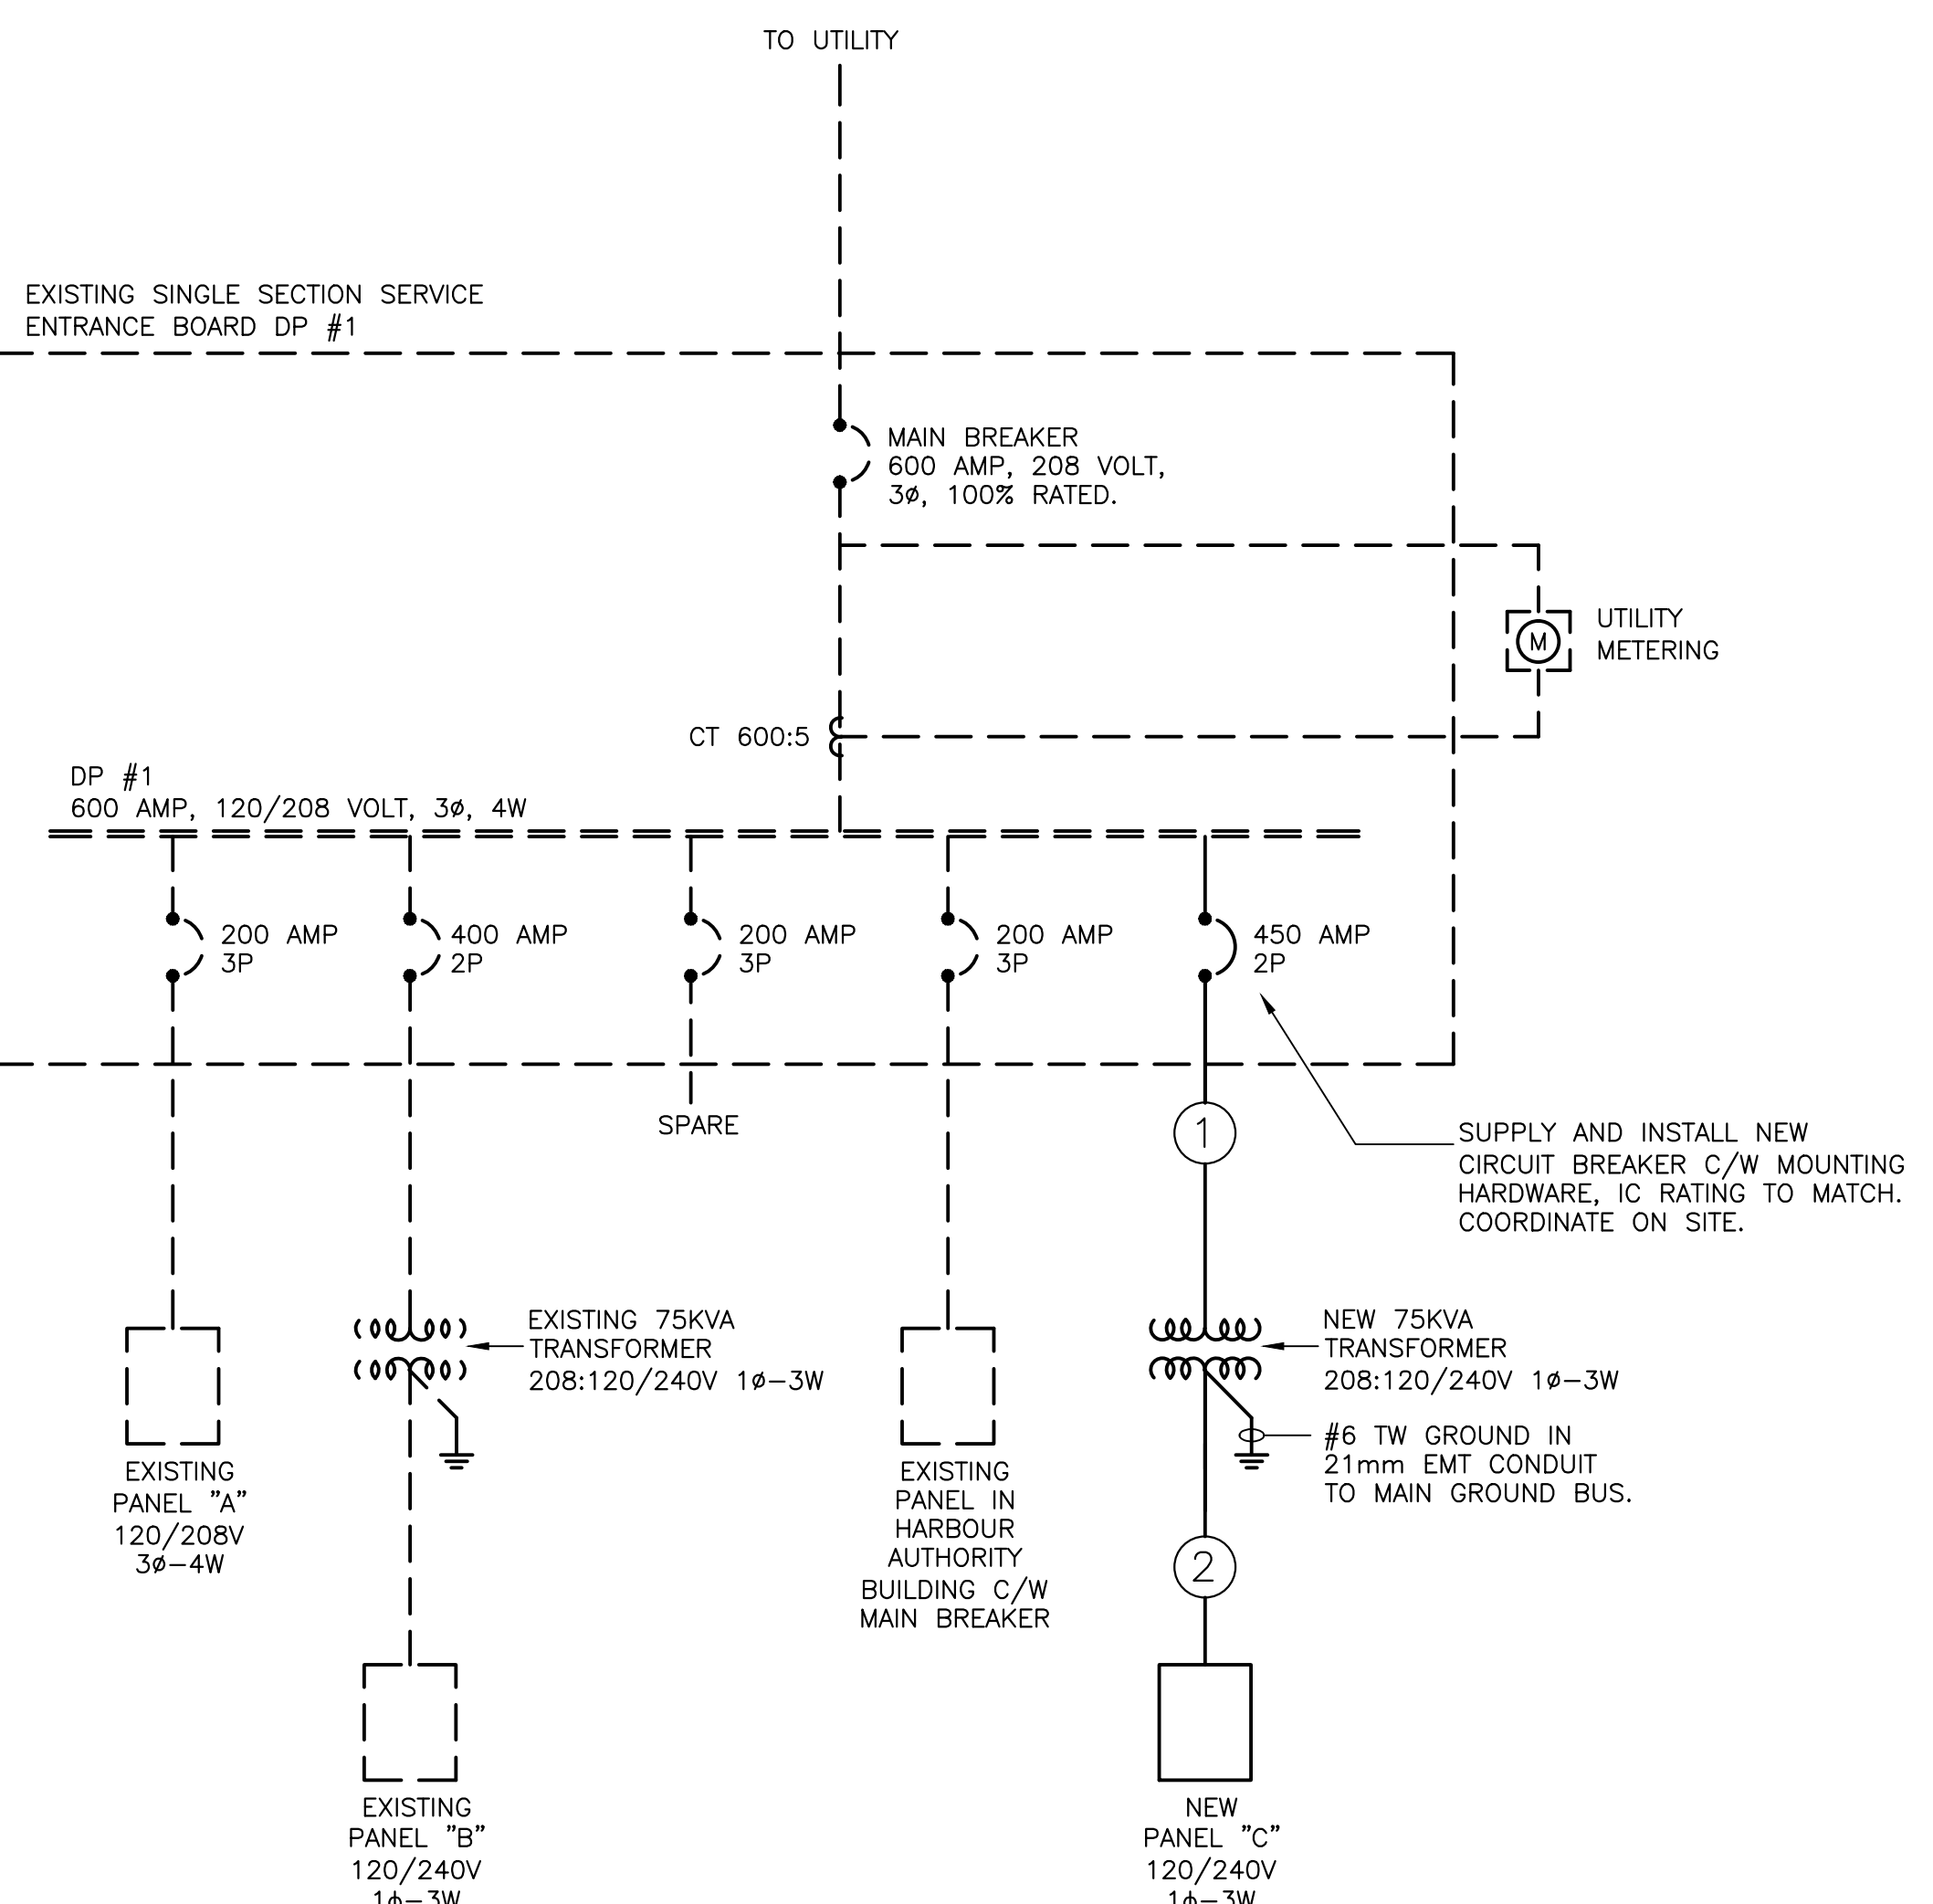 TO UTILITY
EXISTING SINGLE SECTION SERVICE
ENTRANCE BOARD DP #1
MAIN BREAKER
600 AMP, 208 VOLT,
3ø, 100% RATED.
UTILITY
METERING
M
CT 600:5
DP #1
600 AMP, 120/208 VOLT, 3ø, 4W
200 AMP
3P
400 AMP
2P
200 AMP
3P
200 AMP
3P
450 AMP
2P
SPARE
1
SUPPLY AND INSTALL NEW
CIRCUIT BREAKER C/W MOUNTING
HARDWARE, IC RATING TO MATCH.
COORDINATE ON SITE.
EXISTING 75KVA
TRANSFORMER
208:120/240V 1ø-3W
NEW 75KVA
TRANSFORMER
208:120/240V 1ø-3W
#6 TW GROUND IN
21mm EMT CONDUIT
TO MAIN GROUND BUS.
EXISTING
PANEL "A"
120/208V
3ø-4W
EXISTING
PANEL IN
HARBOUR
AUTHORITY
BUILDING C/W
MAIN BREAKER
2
EXISTING
PANEL "B"
120/240V
1ø-3W
NEW
PANEL "C"
120/240V
1ø-3W